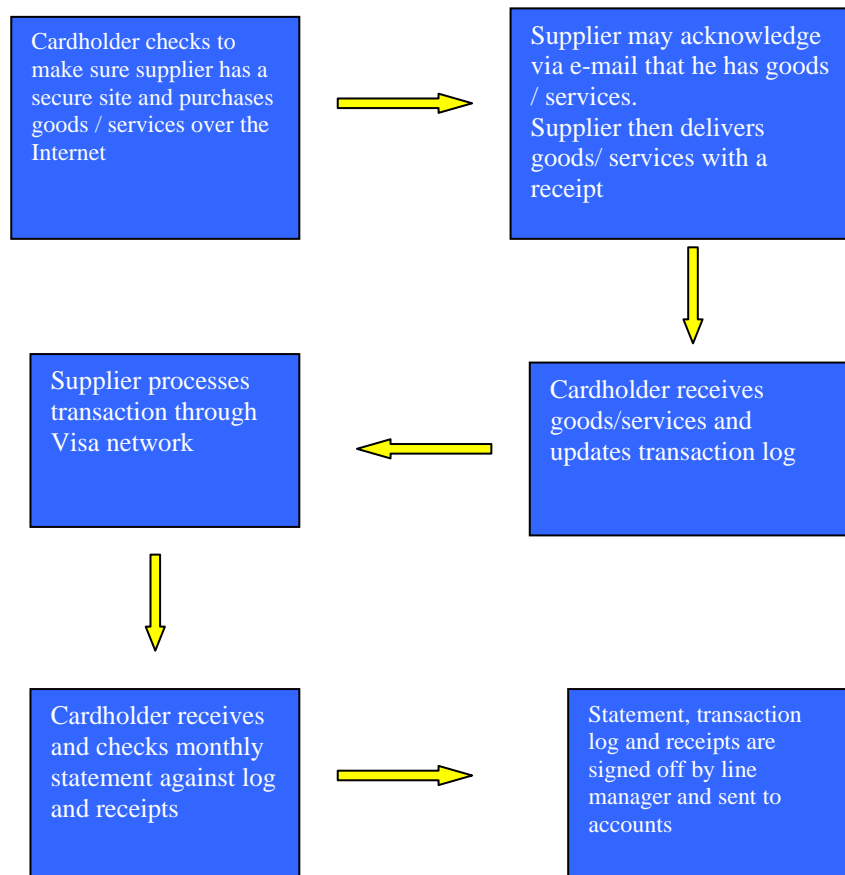 Cardholder checks to
make sure supplier has a
secure site and purchases
goods / services over the
Internet
Supplier may acknowledge
via e-mail that he has goods
/ services.
Supplier then delivers
goods/ services with a
receipt
Cardholder receives
goods/services and
updates transaction log
Supplier processes
transaction through
Visa network
Cardholder receives
and checks monthly
statement against log
and receipts
Statement, transaction
log and receipts are
signed off by line
manager and sent to
accounts